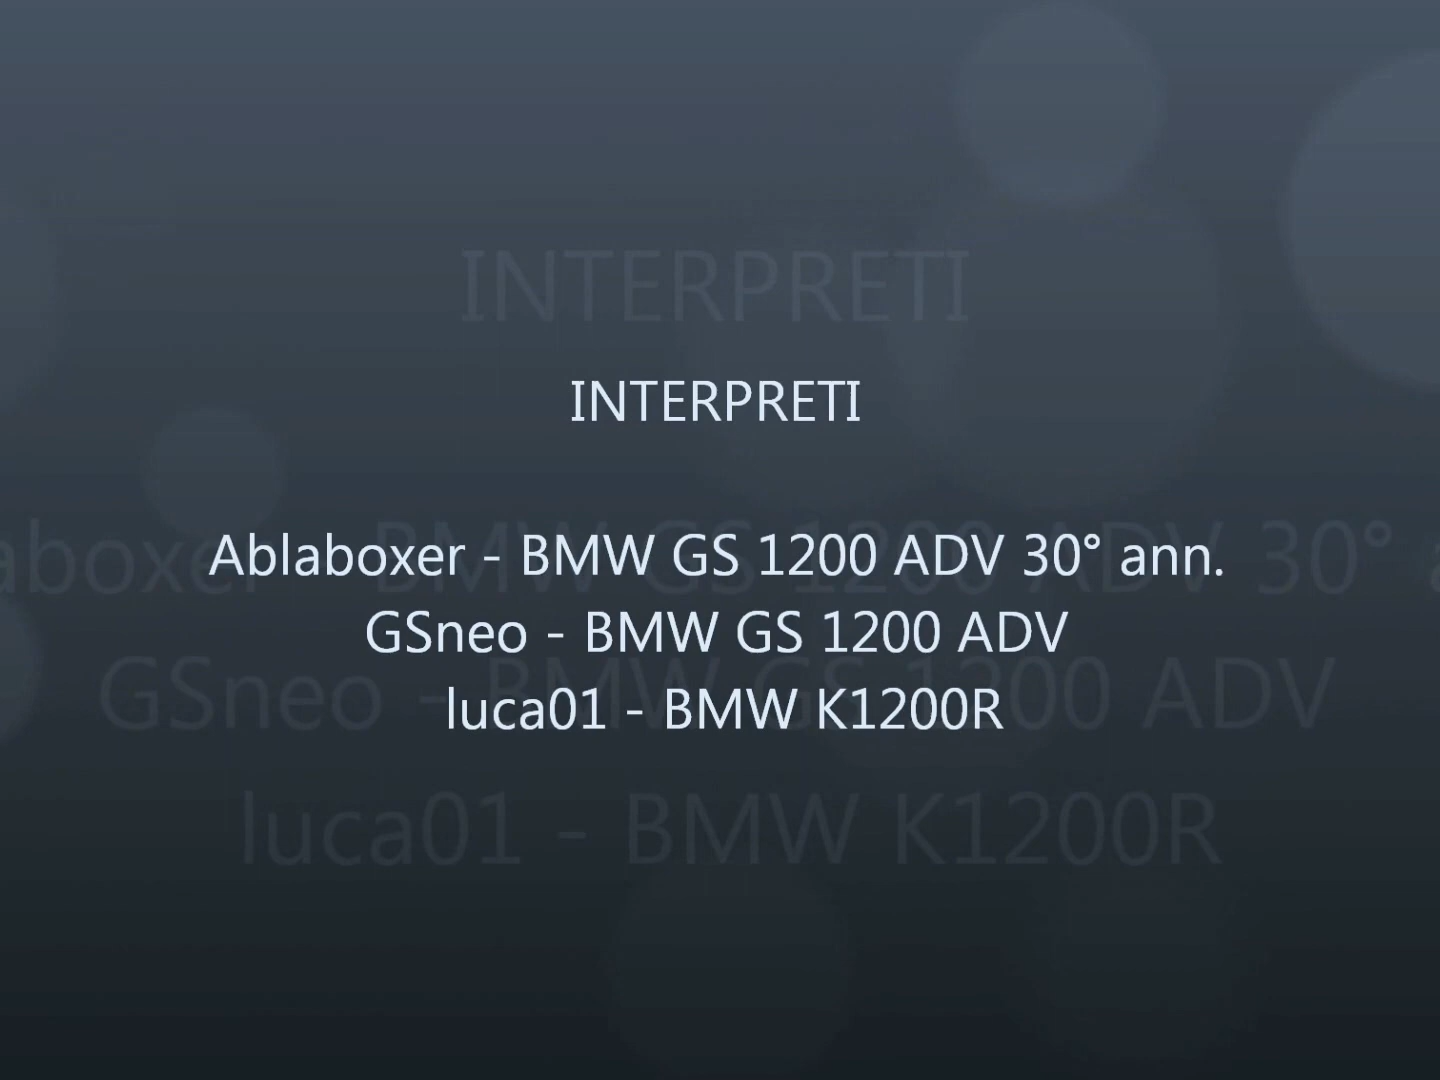 INTERPRETI
Ablaboxer - BMW GS 1200 ADV 30° ann.
GSneo - BMW GS 1200 ADV
luca01 - BMW K1200R